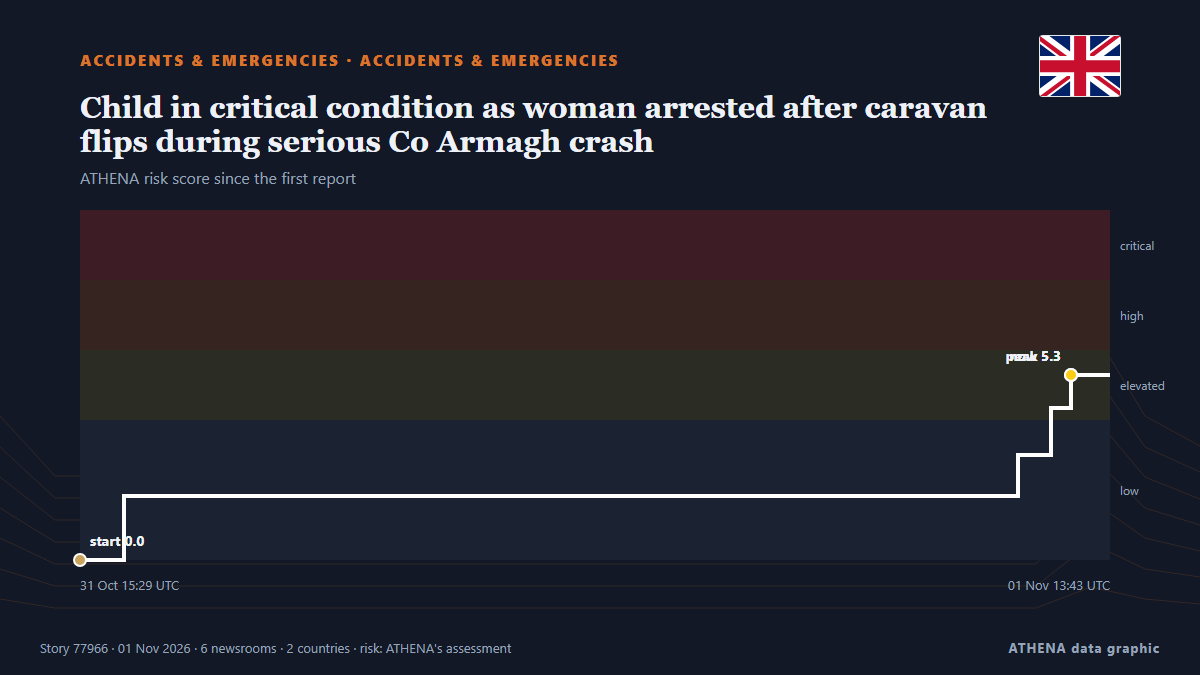 ACCIDENTS & EMERGENCIES · ACCIDENTS & EMERGENCIES
Child in critical condition as woman arrested after caravan
flips during serious Co Armagh crash
ATHENA risk score since the first report
critical
high
peak 5.3
elevated
low
start 0.0
31 Oct 15:29 UTC
01 Nov 13:43 UTC
Story 77966 · 01 Nov 2026 · 6 newsrooms · 2 countries · risk: ATHENA's assessment
ATHENA data graphic